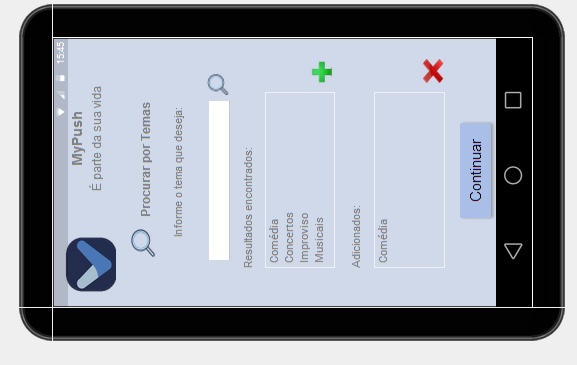 15:45
MyPush
É parte da sua vida
Procurar por Temas
Informe o tema que deseja:
Resultados encontrados:
Comédia
Concertos
Improviso
Musicais
Adicionados:
Comédia
Continuar